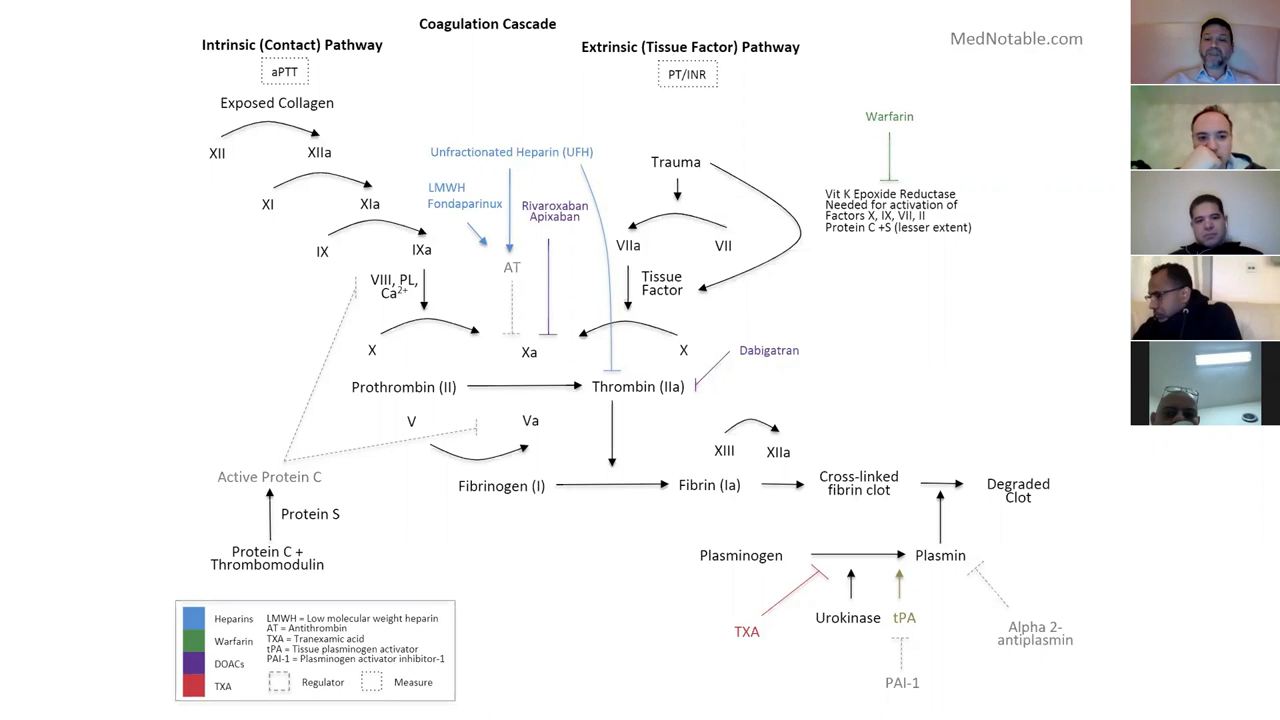 Coagulation Cascade
MedNotable.com
Intrinsic (Contact) Pathway
Extrinsic (Tissue Factor) Pathway
aPTT
PT/INR
Exposed Collagen
XII
XIIa
XI
XIa
IX
IXa
VIII, PL,
Ca2+
X
Unfractionated Heparin (UFH)
LMWH
Fondaparinux
Rivaroxaban
Apixaban
AT
Xa
Trauma
VIIa
VII
Tissue
Factor
X
Warfarin
Vit K Epoxide Reductase
Needed for activation of
Factors X, IX, VII, II
Protein C +S (lesser extent)
Dabigatran
Prothrombin (II)
Thrombin (IIa)
V
Va
XIII
XIIa
Active Protein C
Protein S
Protein C +
Thrombomodulin
Fibrinogen (I)
Fibrin (Ia)
Cross-linked
fibrin clot
Degraded
Clot
Plasminogen
Plasmin
TXA
Urokinase
tPA
Alpha 2-
antiplasmin
PAI-1
Heparins
Warfarin
DOACs
TXA
LMWH = Low molecular weight heparin
AT = Antithrombin
TXA = Tranexamic acid
tPA = Tissue plasminogen activator
PAI-1 = Plasminogen activator inhibitor-1
Regulator
Measure